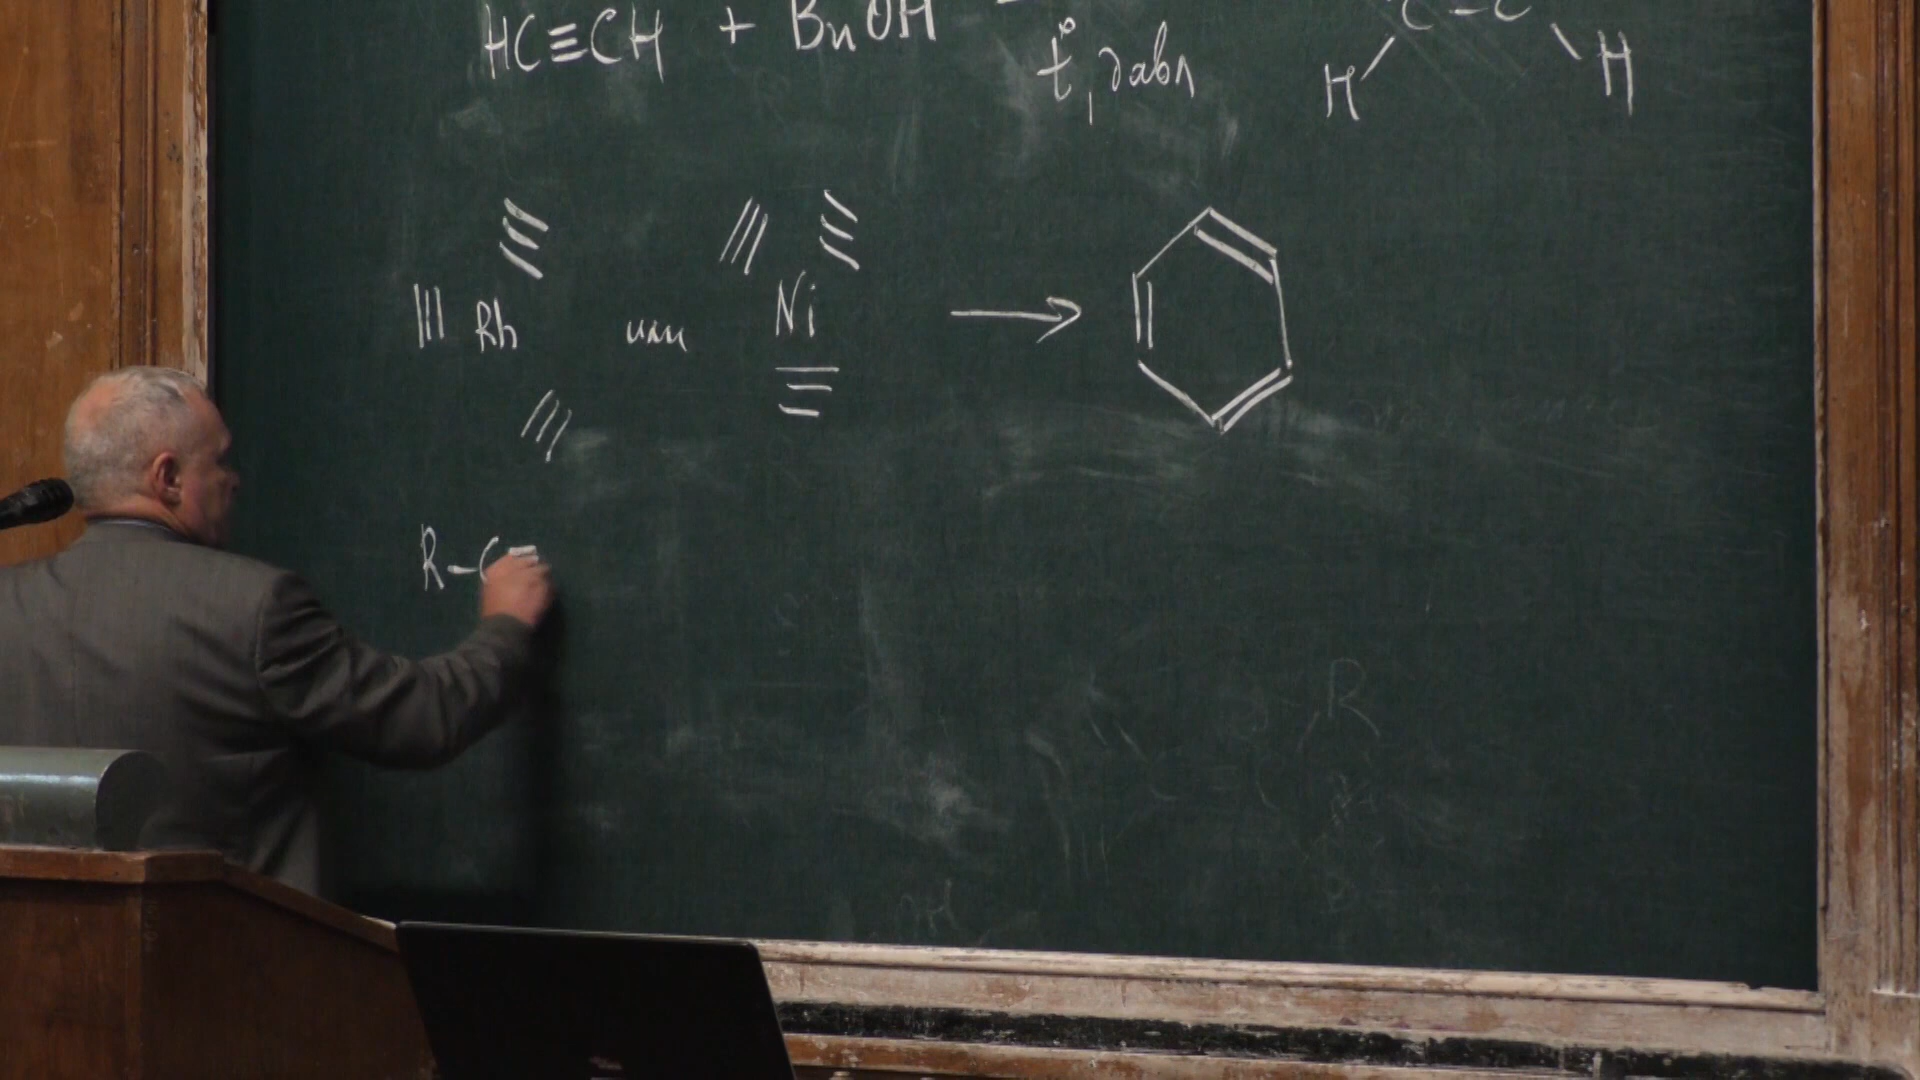 HC≡CH + BuOH
C=C
t°, давл
H H
Rh или Ni →
R-C
R